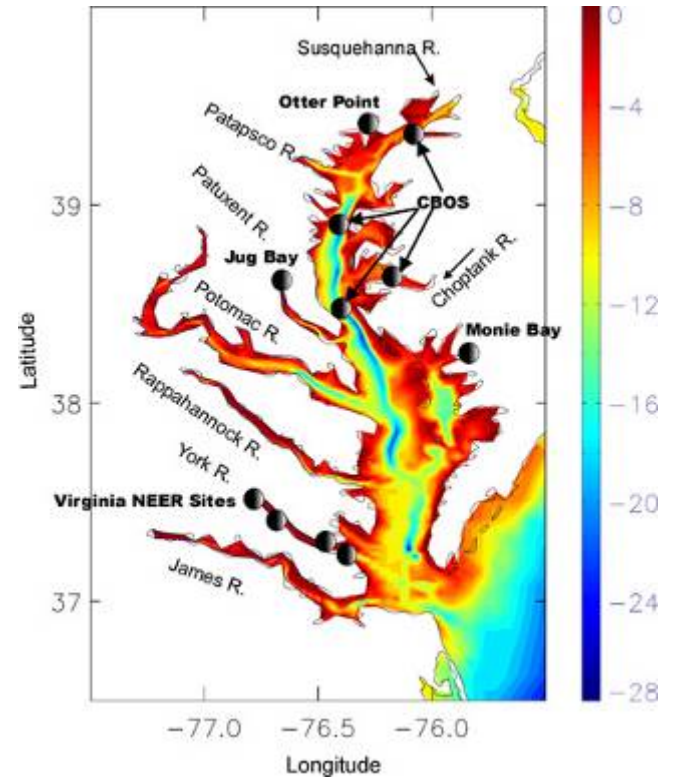 Susquehanna R.
Otter Point
Patapsco R.
Patuxent R.
CBOS
Jug Bay
Choptank R.
Potomac R.
Monie Bay
Rappahannock R.
York R.
Virginia NEER Sites
James R.
39
38
37
Latitude
−77.0
−76.5
−76.0
Longitude
0
−4
−8
−12
−16
−20
−24
−28